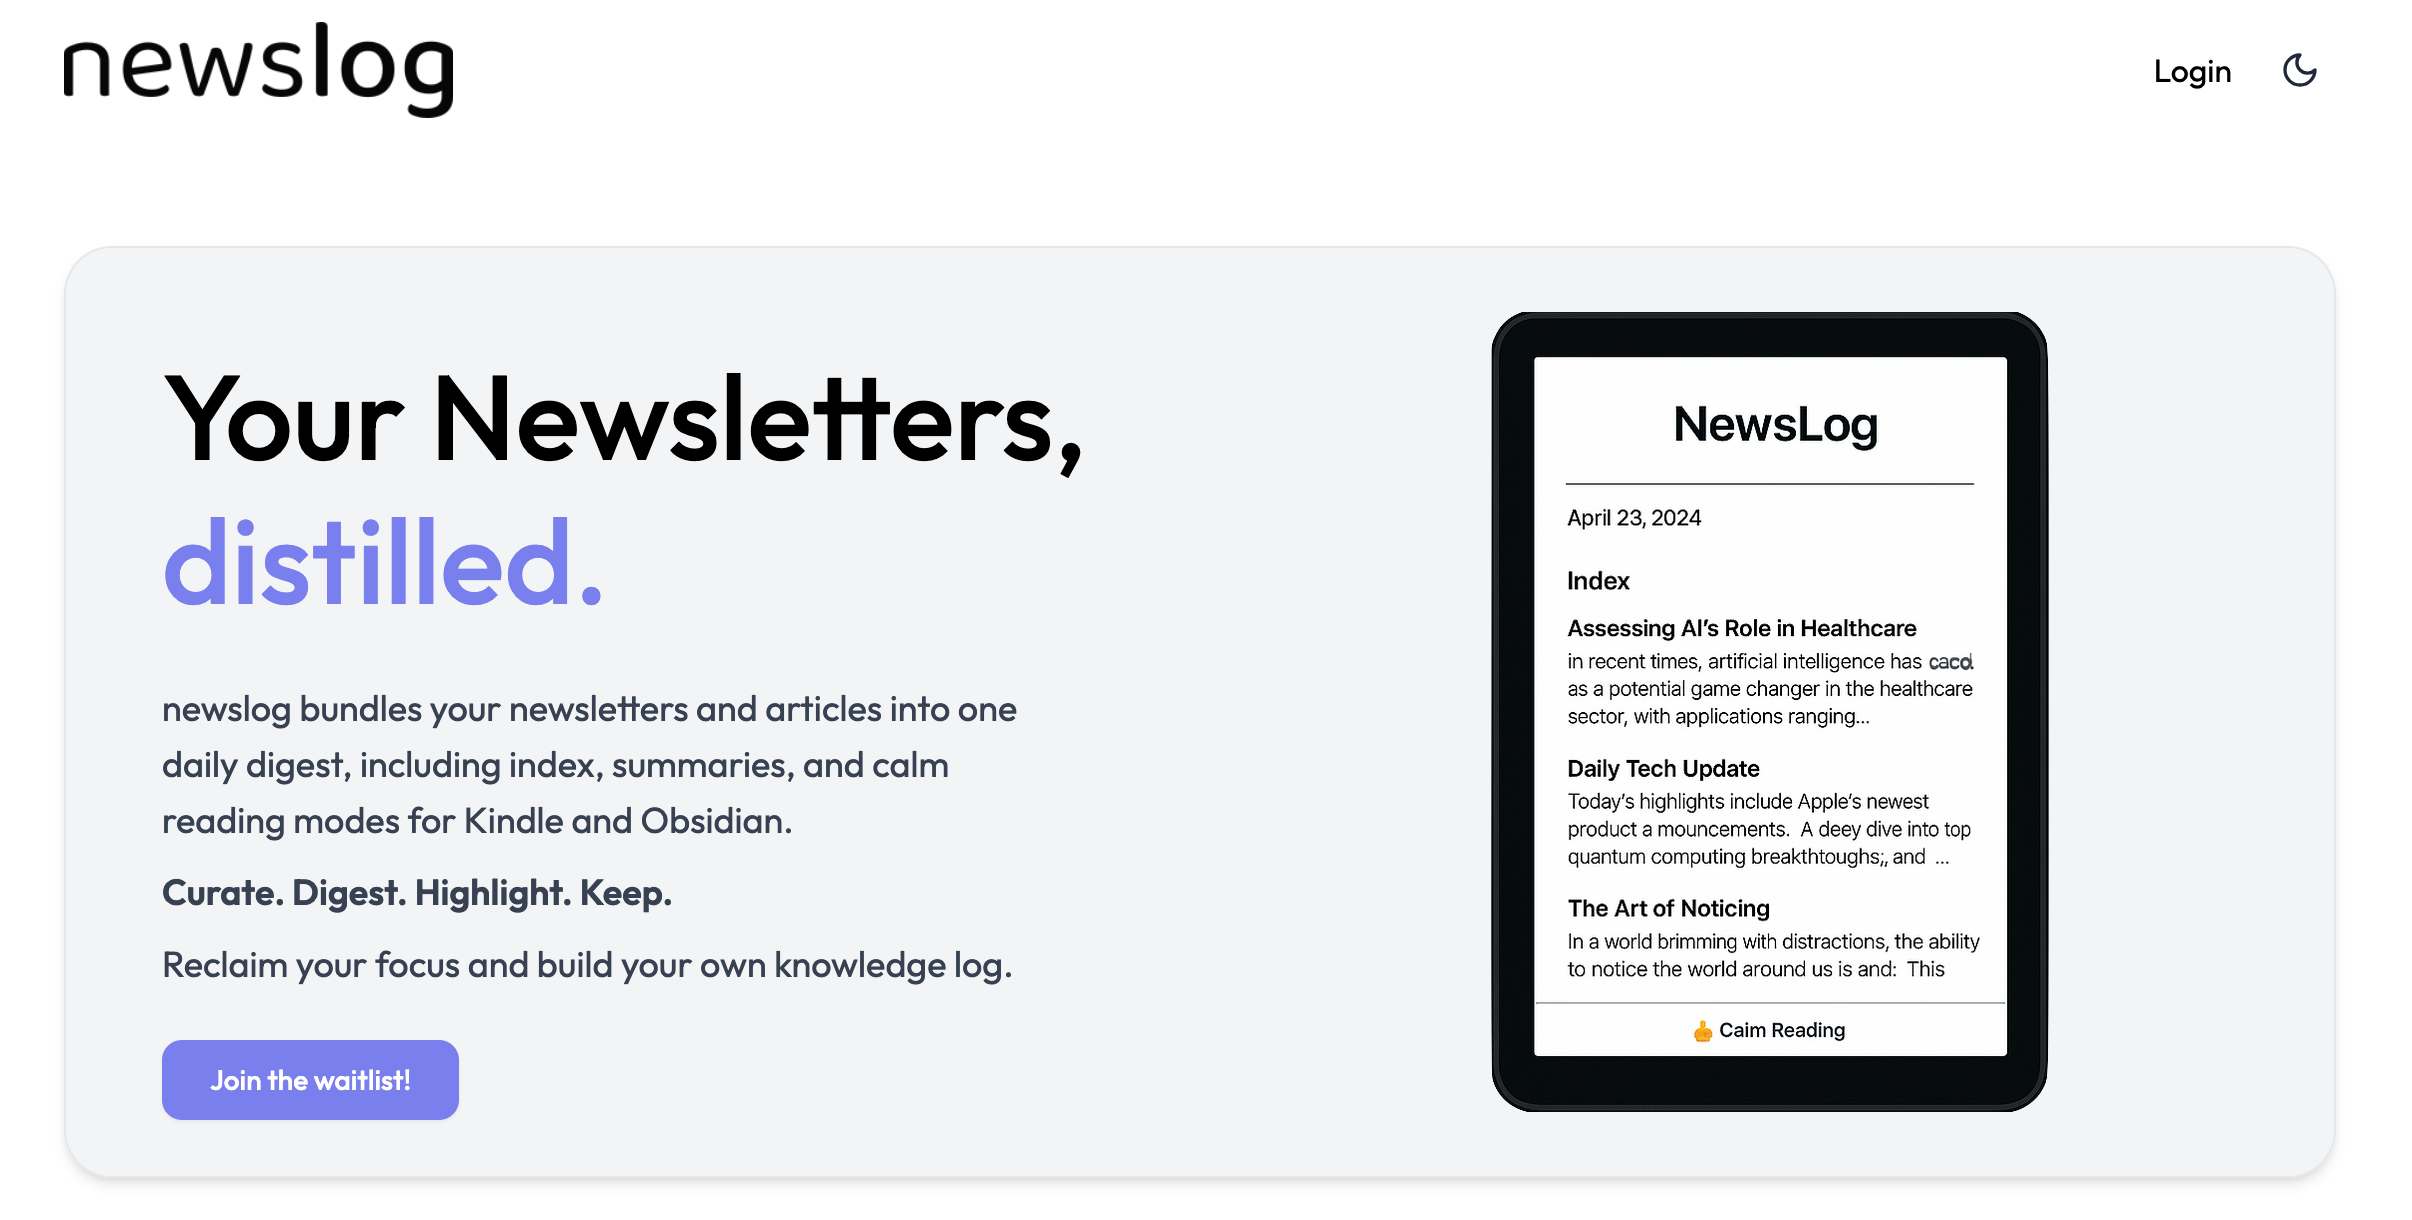 newslog
Login
Your Newsletters,
distilled.
newslog bundles your newsletters and articles into one
daily digest, including index, summaries, and calm
reading modes for Kindle and Obsidian.
Curate. Digest. Highlight. Keep.
Reclaim your focus and build your own knowledge log.
Join the waitlist!
NewsLog
April 23, 2024
Index
Assessing AI’s Role in Healthcare
in recent times, artificial intelligence has
as a potential game changer in the healthcare
sector, with applications ranging...
Daily Tech Update
Today’s highlights include Apple’s newest
product a mouncements. A deey dive into top
quantum computing breakthtoughs;, and ...
The Art of Noticing
In a world brimming with distractions, the ability
to notice the world around us is and: This
Caim Reading